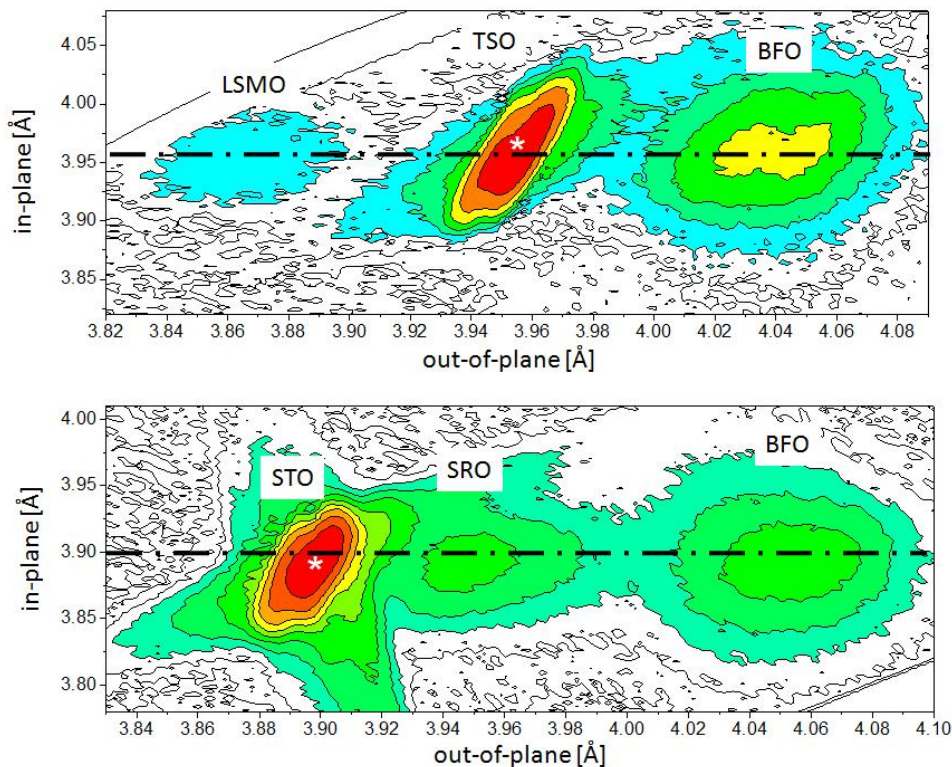 TSO
BFO
LSMO
*
in-plane [Å]
4.05
4.00
3.95
3.90
3.85
3.82 3.84 3.86 3.88 3.90 3.92 3.94 3.96 3.98 4.00 4.02 4.04 4.06 4.08
out-of-plane [Å]
BFO
STO
SRO
*
in-plane [Å]
4.00
3.95
3.90
3.85
3.80
3.84 3.86 3.88 3.90 3.92 3.94 3.96 3.98 4.00 4.02 4.04 4.06 4.08 4.10
out-of-plane [Å]